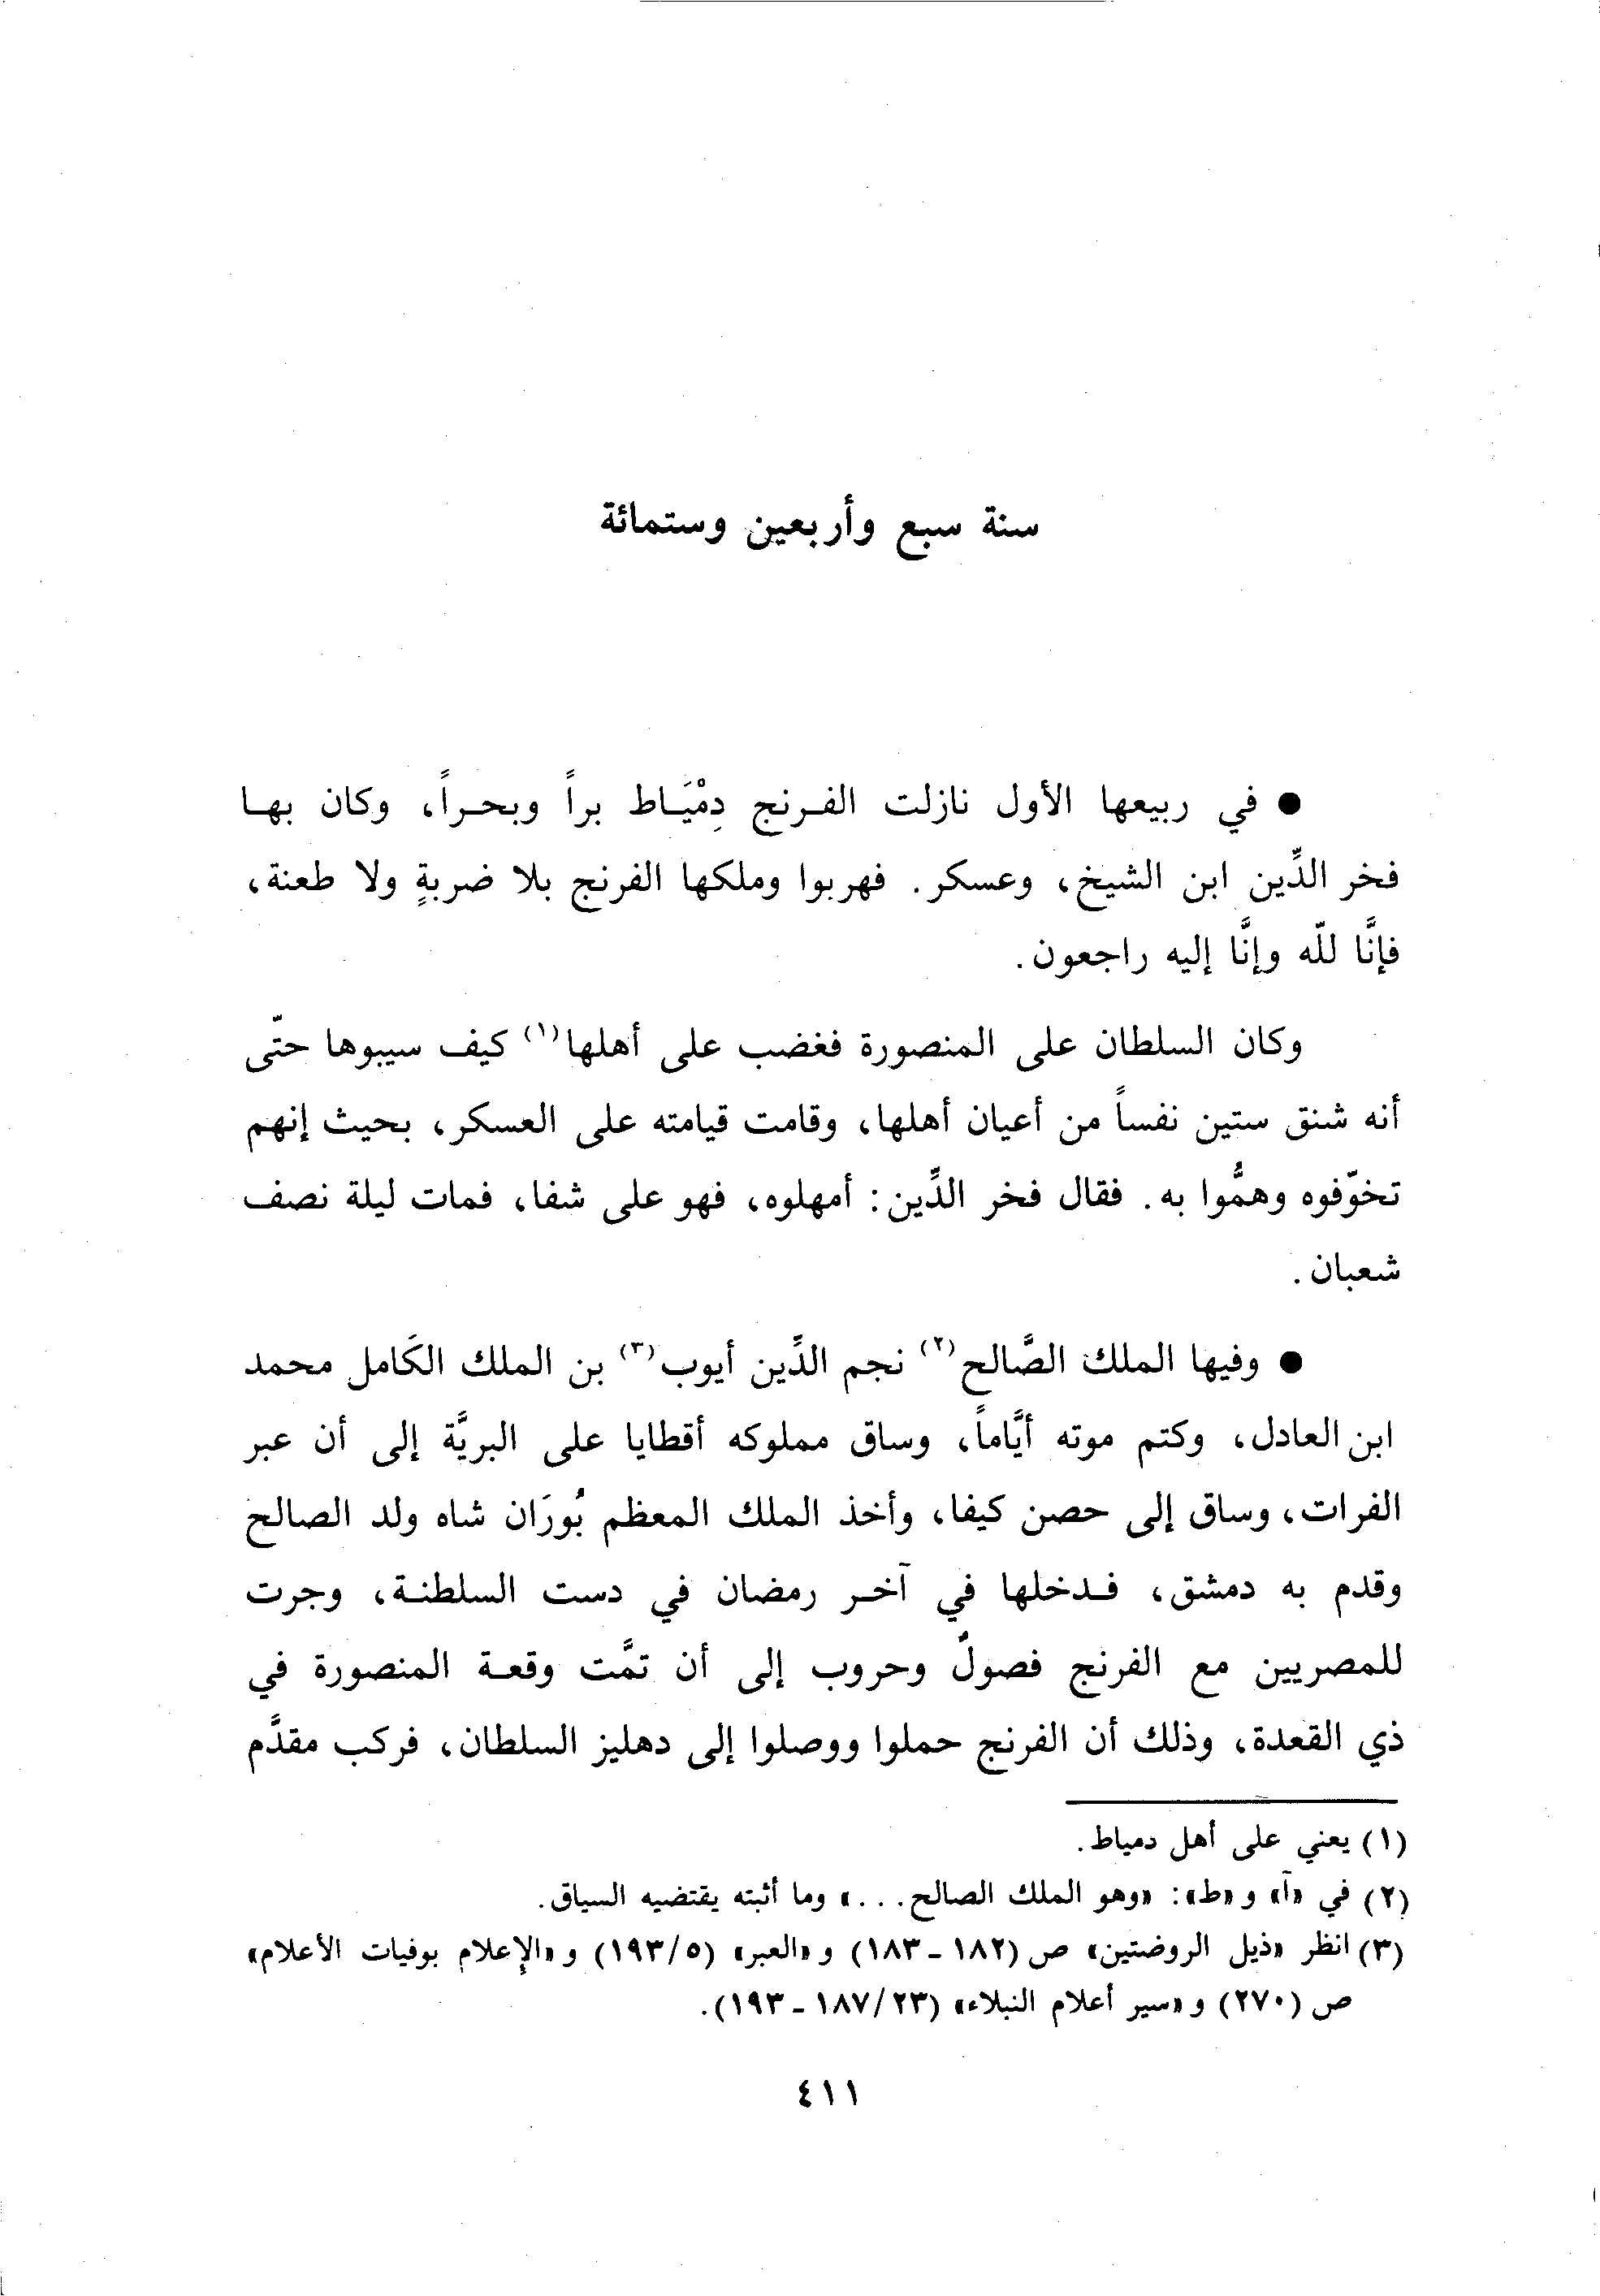 سنة سبع وأربعين وستمائة
● في ربيعها الأول نازلت الفرنج دِمْيَاط براً وبحراً، وكان بها
فخر الدِّين ابن الشيخ، وعسكر. فهربوا وملكها الفرنج بلا ضربةٍ ولا طعنة،
فإنَّا للّه وإنَّا إليه راجعون.
وكان السلطان على المنصورة فغضب على أهلها(١) كيف سيبوها حتّى
أنه شنق ستين نفساً من أعيان أهلها، وقامت قيامته على العسكر، بحيث إنهم
تخوّفوه وهمُّوا به. فقال فخر الدِّين: أمهلوه، فهو على شفا، فمات ليلة نصف
شعبان.
● وفيها الملك الصَّالح(٢) نجم الدِّين أيوب(٣) بن الملك الكَامل محمد
ابن العادل، وكتم موته أيَّاماً، وساق مملوكه أقطايا على البريَّة إلى أن عبر
الفرات، وساق إلى حصن كيفا، وأخذ الملك المعظم بُورَان شاه ولد الصالح
وقدم به دمشق، فدخلها في آخر رمضان في دست السلطنة، وجرت
للمصريين مع الفرنج فصولٌ وحروب إلى أن تمَّت وقعة المنصورة في
ذي القعدة، وذلك أن الفرنج حملوا ووصلوا إلى دهليز السلطان، فركب مقدَّم
(١) يعني على أهل دمياط.
(٢) في «آ» و«ط»: «وهو الملك الصالح...» وما أثبته يقتضيه السياق.
(٣) انظر «ذيل الروضتين» ص (١٨٢ - ١٨٣) و«العبر» (١٩٣/٥) و«الإعلام بوفيات الأعلام»
ص (٢٧٠) و«سير أعلام النبلاء» (١٨٧/٢٣ - ١٩٣).
٤١١